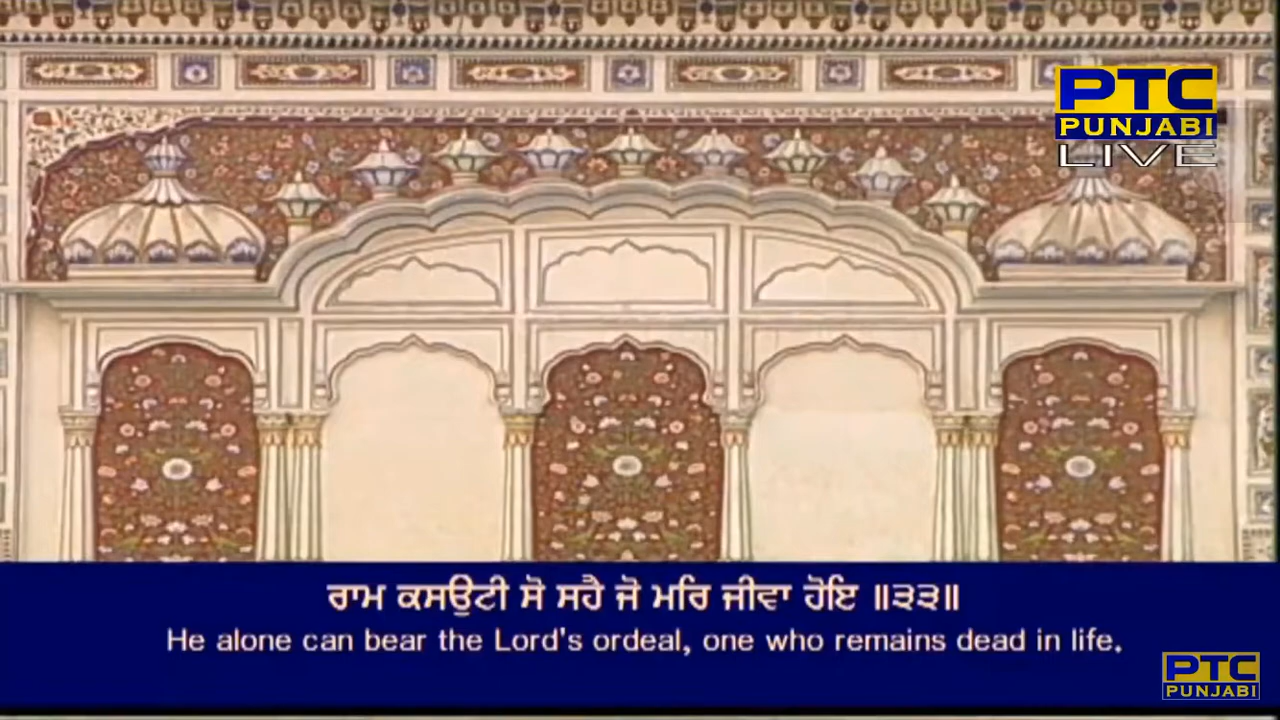 PTC
PUNJABI
LIVE
ਰਾਮ ਕਸਉਟੀ ਸੋ ਸਹੈ ਜੋ ਮਰਿ ਜੀਵਾ ਹੋਇ ॥੩੩॥
He alone can bear the Lord's ordeal, one who remains dead in life.
PTC
PUNJABI